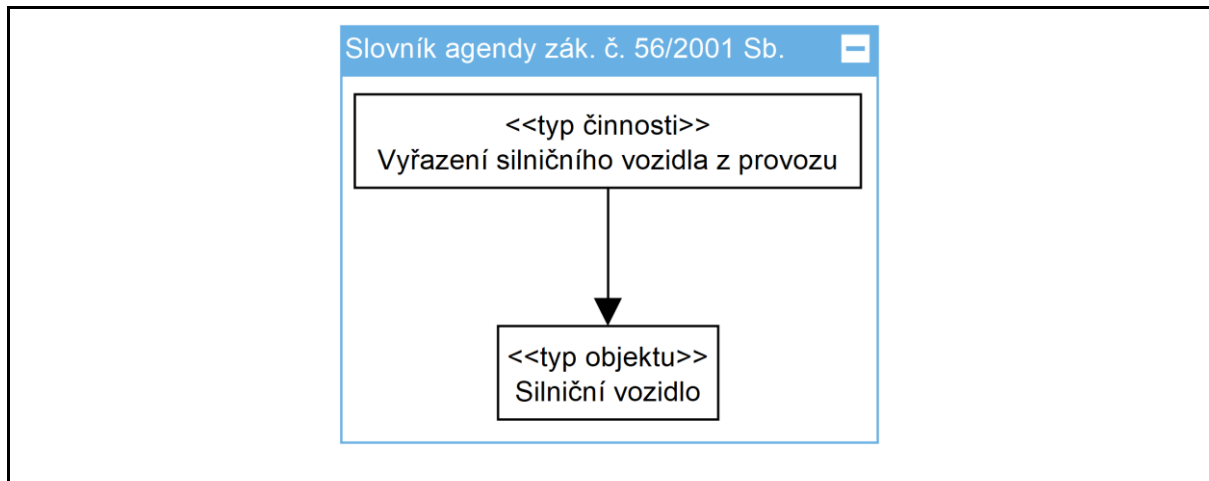 Slovník agendy zák. č. 56/2001 Sb.
<<typ činnosti>>
Vyřazení silničního vozidla z provozu
<<typ objektu>>
Silniční vozidlo